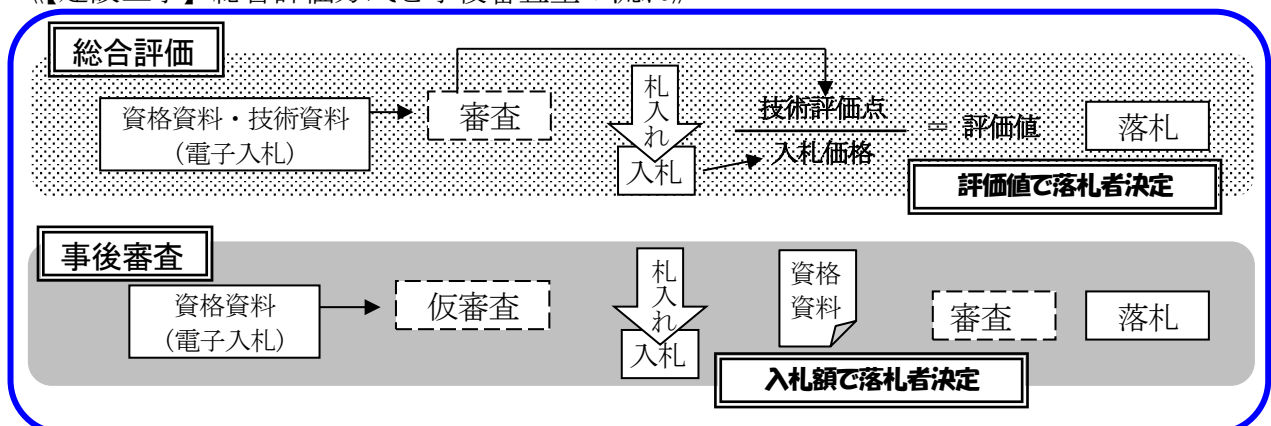 総合評価
資格資料・技術資料
(電子入札)
審査
札入れ
入札
技術評価点
入札価格
＝ 評価値
落札
評価値で落札者決定
事後審査
資格資料
(電子入札)
仮審査
札入れ
入札
資格
資料
審査
落札
入札額で落札者決定